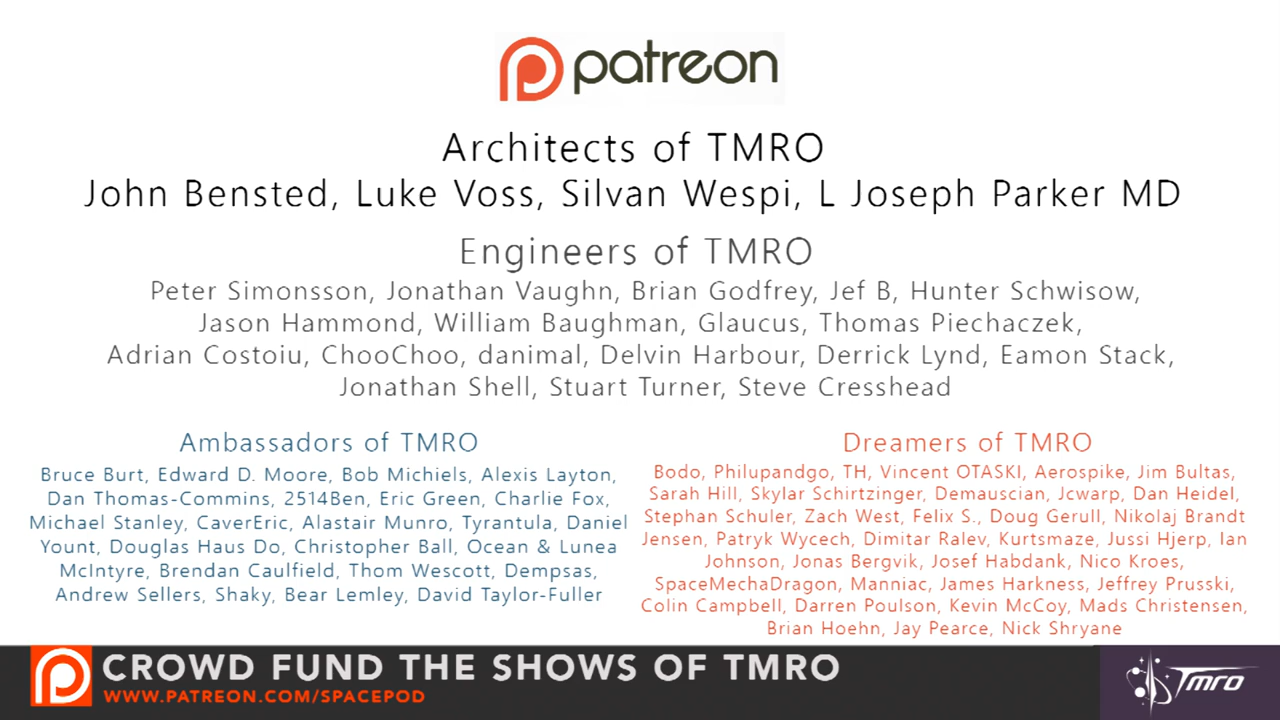 patreon
Architects of TMRO
John Bensted, Luke Voss, Silvan Wespi, L Joseph Parker MD
Engineers of TMRO
Peter Simonsson, Jonathan Vaughn, Brian Godfrey, Jef B, Hunter Schwisow,
Jason Hammond, William Baughman, Glaucus, Thomas Piechaczek,
Adrian Costoiu, ChooChoo, danimal, Delvin Harbour, Derrick Lynd, Eamon Stack,
Jonathan Shell, Stuart Turner, Steve Cresshead
Ambassadors of TMRO
Bruce Burt, Edward D. Moore, Bob Michiels, Alexis Layton,
Dan Thomas-Commins, 2514Ben, Eric Green, Charlie Fox,
Michael Stanley, CaverEric, Alastair Munro, Tyrantula, Daniel
Yount, Douglas Haus Do, Christopher Ball, Ocean & Lunea
McIntyre, Brendan Caulfield, Thom Wescott, Dempsas,
Andrew Sellers, Shaky, Bear Lemley, David Taylor-Fuller
Dreamers of TMRO
Bodo, Philupandgo, TH, Vincent OTASKI, Aerospike, Jim Bultas,
Sarah Hill, Skylar Schirtzinger, Demauscian, Jcwarp, Dan Heidel,
Stephan Schuler, Zach West, Felix S., Doug Gerull, Nikolaj Brandt
Jensen, Patryk Wycech, Dimitar Ralev, Kurtsmaze, Jussi Hjerp, Ian
Johnson, Jonas Bergvik, Josef Habdank, Nico Kroes,
SpaceMechaDragon, Manniac, James Harkness, Jeffrey Prusski,
Colin Campbell, Darren Poulson, Kevin McCoy, Mads Christensen,
Brian Hoehn, Jay Pearce, Nick Shryane
CROWD FUND THE SHOWS OF TMRO
WWW.PATREON.COM/SPACEPOD
Tmro